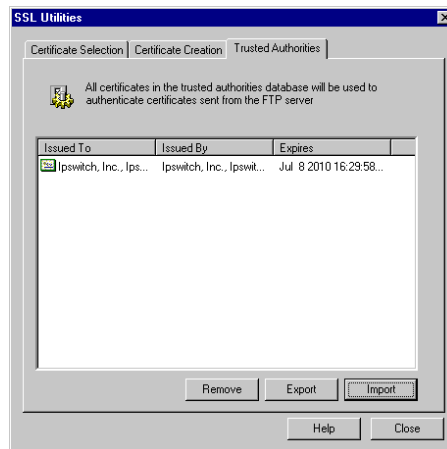 SSL Utilities
Certificate Selection Certificate Creation Trusted Authorities
All certificates in the trusted authorities database will be used to
authenticate certificates sent from the FTP server
Issued To Issued By Expires
Ipswitch, Inc., Ips... Ipswitch, Inc., Ipswit... Jul 8 2010 16:29:58...
Remove Export Import
Help Close